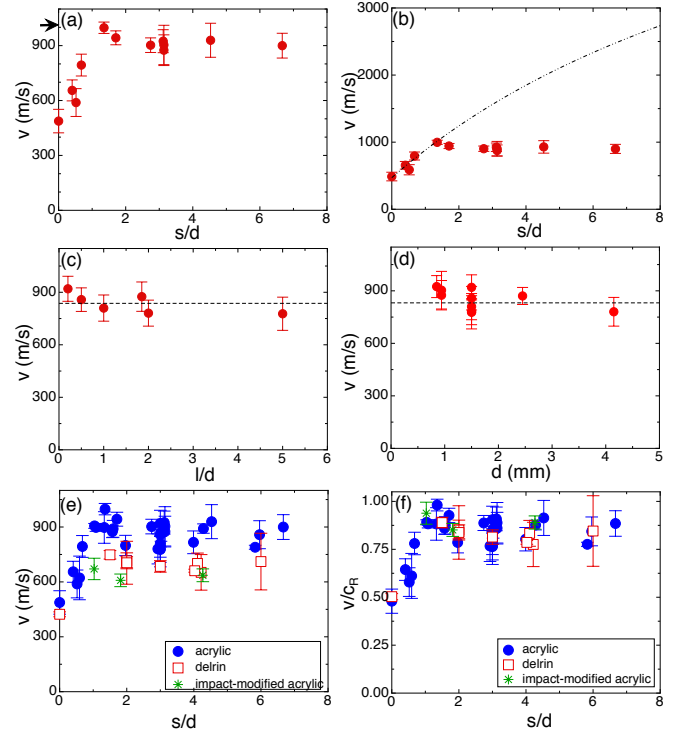 (a)
900
600
300
0
v (m/s)
0 2 4 6 8
s/d
(b)
3000
2000
1000
0
v (m/s)
0 2 4 6 8
s/d
(c)
900
600
300
0
v (m/s)
0 1 2 3 4 5 6
l/d
(d)
900
600
300
0
v (m/s)
0 1 2 3 4 5
d (mm)
(e)
900
600
300
0
v (m/s)
acrylic
delrin
impact-modified acrylic
0 2 4 6 8
s/d
(f)
1.00
0.75
0.50
0.25
0.00
v/cR
acrylic
delrin
impact-modified acrylic
0 2 4 6 8
s/d